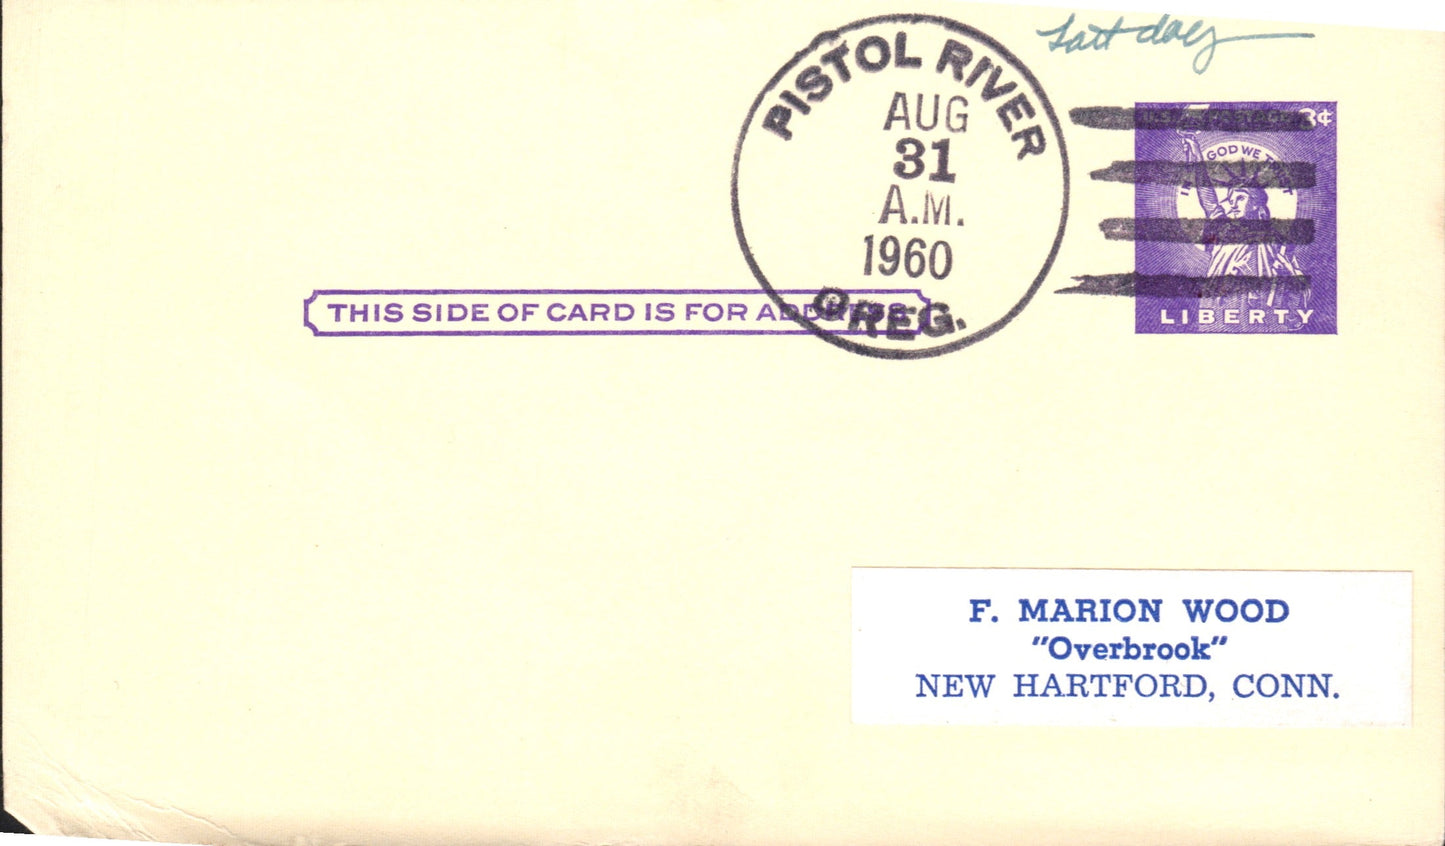 Last day
PISTOL RIVER
AUG
31
A.M.
1960
OREG.
3¢
IN GOD WE TRUST
LIBERTY
THIS SIDE OF CARD IS FOR ADDRESS
F. MARION WOOD
"Overbrook"
NEW HARTFORD, CONN.